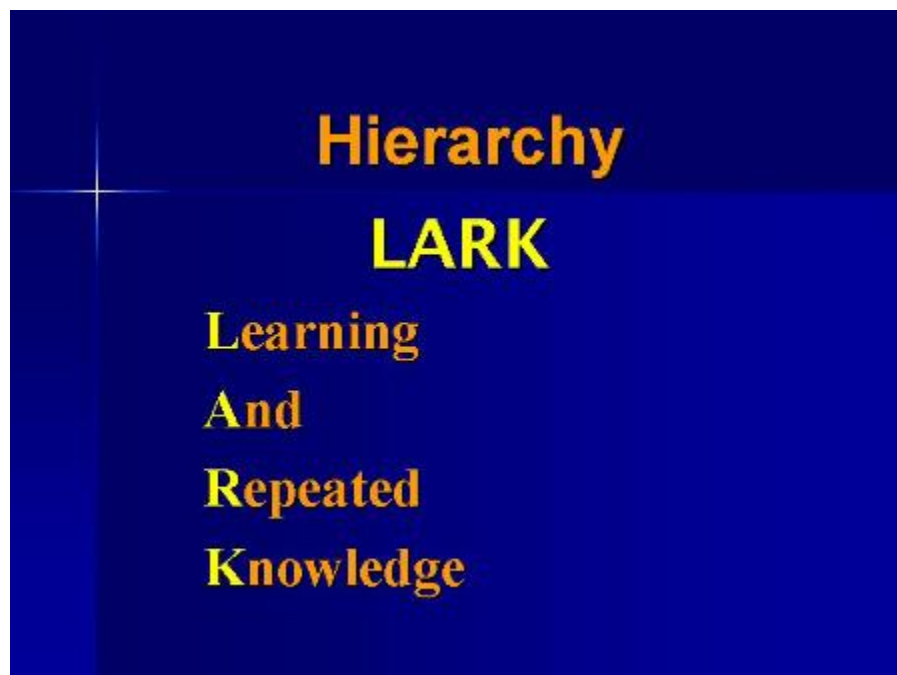 Hierarchy
LARK
Learning
And
Repeated
Knowledge